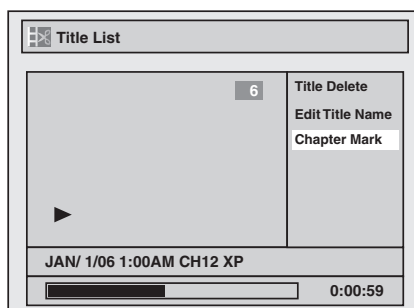 Title List
6
Title Delete
Edit Title Name
Chapter Mark
JAN/ 1/06 1:00AM CH12 XP
0:00:59